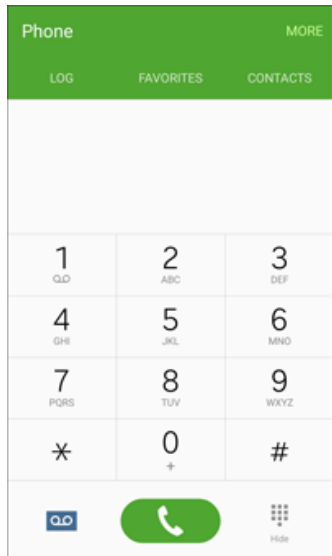 Phone MORE
LOG FAVORITES CONTACTS
1 2 3
ABC DEF
4 5 6
GHI JKL MNO
7 8 9
PQRS TUV WXYZ
* 0 #
+
Hide